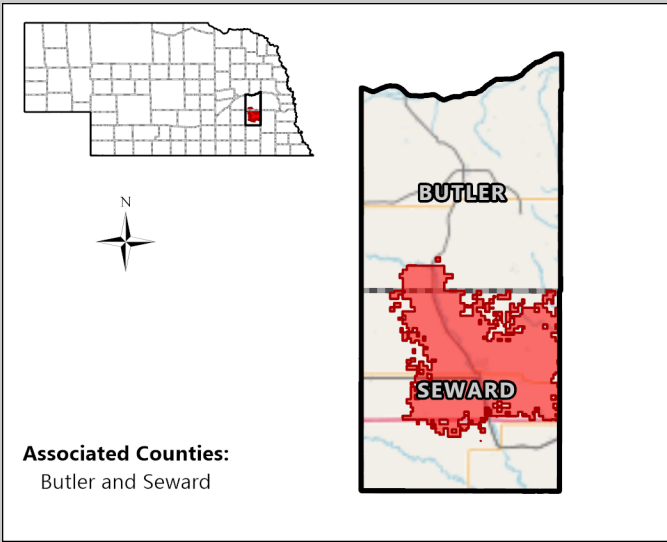 N
BUTLER
SEWARD
Associated Counties:
Butler and Seward